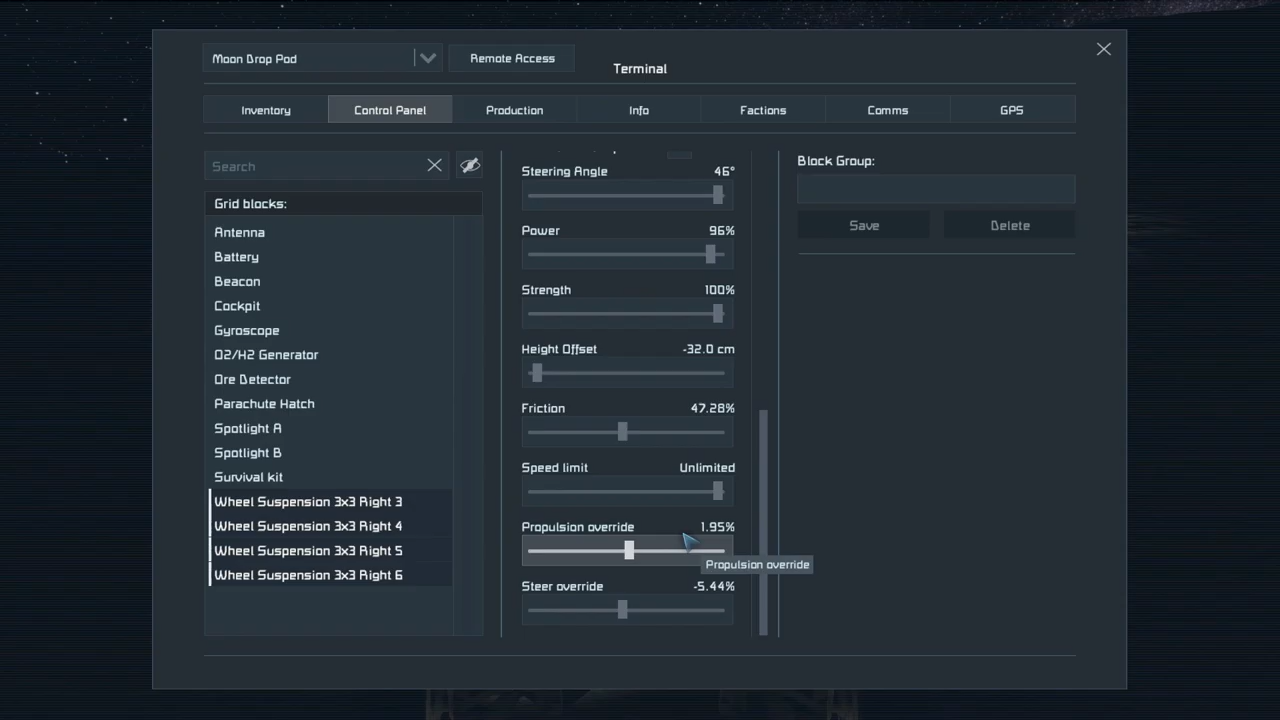 Moon Drop Pod
Remote Access
Terminal
Inventory
Control Panel
Production
Info
Factions
Comms
GPS
Search
Grid blocks:
Antenna
Battery
Beacon
Cockpit
Gyroscope
O2/H2 Generator
Ore Detector
Parachute Hatch
Spotlight A
Spotlight B
Survival kit
Wheel Suspension 3x3 Right 3
Wheel Suspension 3x3 Right 4
Wheel Suspension 3x3 Right 5
Wheel Suspension 3x3 Right 6
Steering Angle 46°
Power 96%
Strength 100%
Height Offset -32.0 cm
Friction 47.28%
Speed limit Unlimited
Propulsion override 1.95%
Propulsion override
Steer override -5.44%
Block Group:
Save
Delete